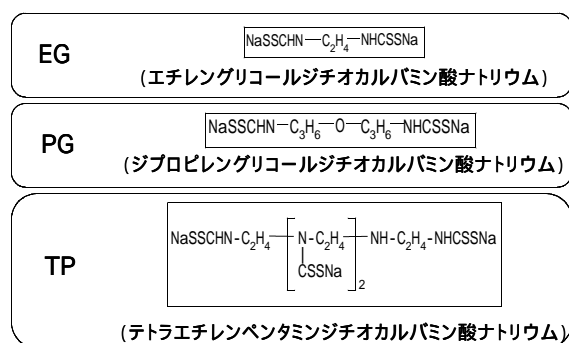 EG
NaSSCHN-C2H4-NHCSSNa
(エチレングリコールジチオカルバミン酸ナトリウム)
PG
NaSSCHN-C3H6-O-C3H6-NHCSSNa
(ジプロピレングリコールジチオカルバミン酸ナトリウム)
TP
NaSSCHN-C2H4-[N-C2H4]-NH-C2H4-NHCSSNa
CSSNa
2
(テトラエチレンペンタミンジチオカルバミン酸ナトリウム)